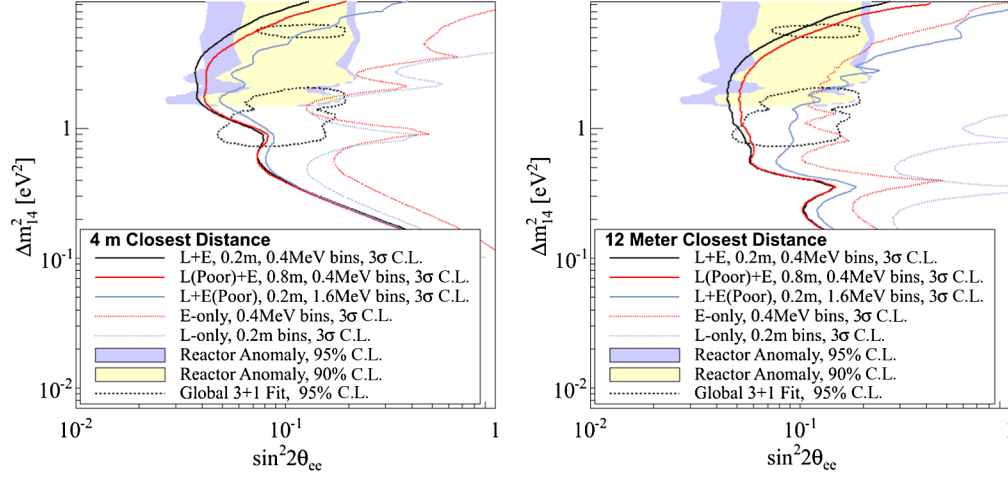 1
10⁻¹
10⁻²
Δm²₁₄ [eV²]
4 m Closest Distance
L+E, 0.2m, 0.4MeV bins, 3σ C.L.
L(Poor)+E, 0.8m, 0.4MeV bins, 3σ C.L.
L+E(Poor), 0.2m, 1.6MeV bins, 3σ C.L.
E-only, 0.4MeV bins, 3σ C.L.
L-only, 0.2m bins, 3σ C.L.
Reactor Anomaly, 95% C.L.
Reactor Anomaly, 90% C.L.
Global 3+1 Fit, 95% C.L.
10⁻² 10⁻¹ 1
sin²2θee
1
10⁻¹
10⁻²
Δm²₁₄ [eV²]
12 Meter Closest Distance
L+E, 0.2m, 0.4MeV bins, 3σ C.L.
L(Poor)+E, 0.8m, 0.4MeV bins, 3σ C.L.
L+E(Poor), 0.2m, 1.6MeV bins, 3σ C.L.
E-only, 0.4MeV bins, 3σ C.L.
L-only, 0.2m bins, 3σ C.L.
Reactor Anomaly, 95% C.L.
Reactor Anomaly, 90% C.L.
Global 3+1 Fit, 95% C.L.
10⁻² 10⁻¹ 1
sin²2θee